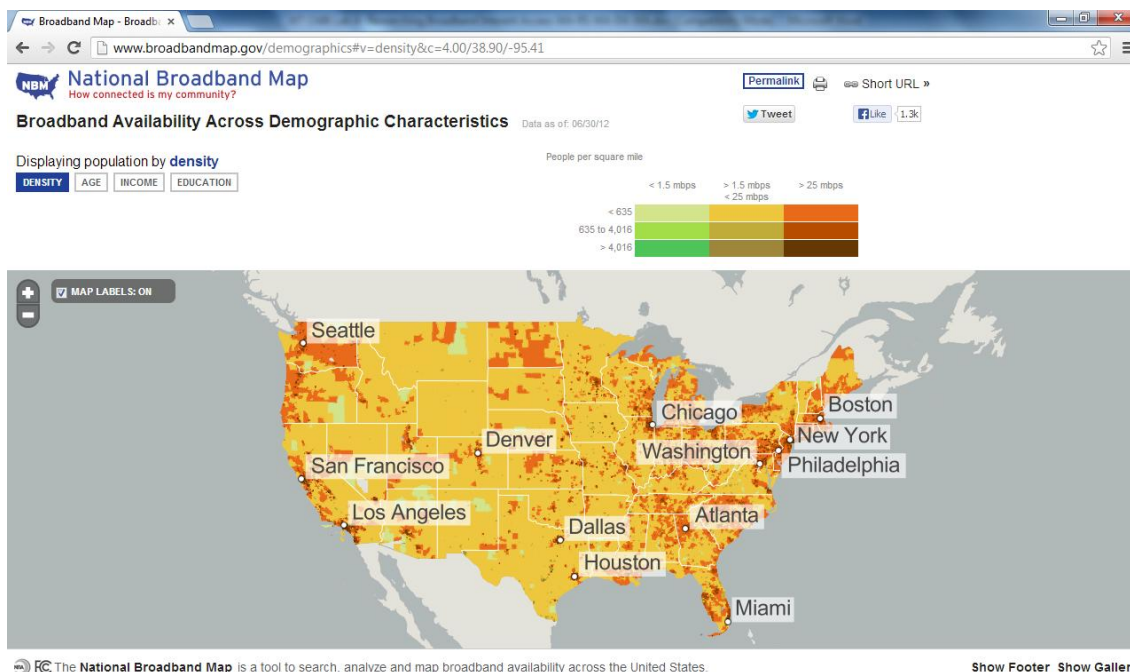 Broadband Map - Broadba
www.broadbandmap.gov/demographics#v=density&c=4.00/38.90/-95.41
NBM
National Broadband Map
How connected is my community?
Permalink
Short URL »
Broadband Availability Across Demographic Characteristics
Data as of: 06/30/12
Tweet
Like
1.3k
Displaying population by density
DENSITY
AGE
INCOME
EDUCATION
People per square mile
< 1.5 mbps
> 1.5 mbps
< 25 mbps
> 25 mbps
< 635
635 to 4,016
> 4,016
MAP LABELS: ON
Seattle
Chicago
Boston
Denver
New York
Washington
San Francisco
Philadelphia
Los Angeles
Dallas
Atlanta
Houston
Miami
FC The National Broadband Map is a tool to search, analyze and map broadband availability across the United States.
Show Footer
Show Galler